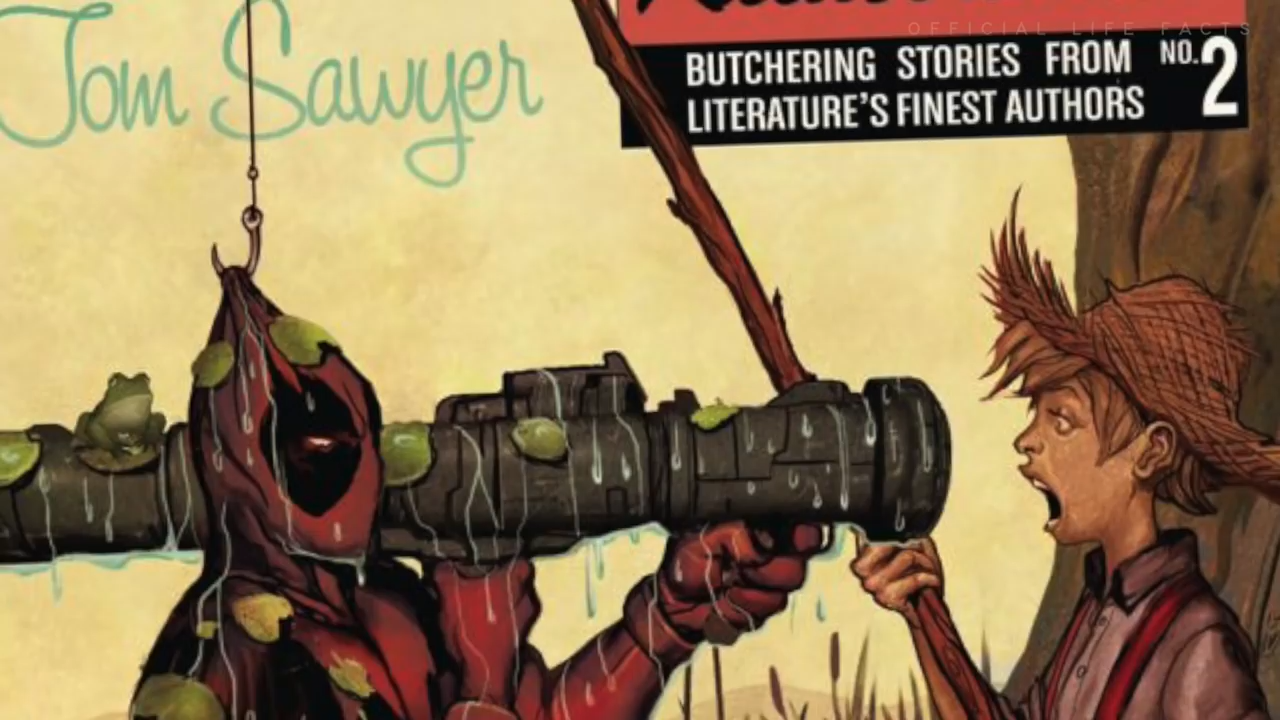 Tom Sawyer
OFFICIAL LIFE FACTS
BUTCHERING STORIES FROM
LITERATURE'S FINEST AUTHORS
NO. 2